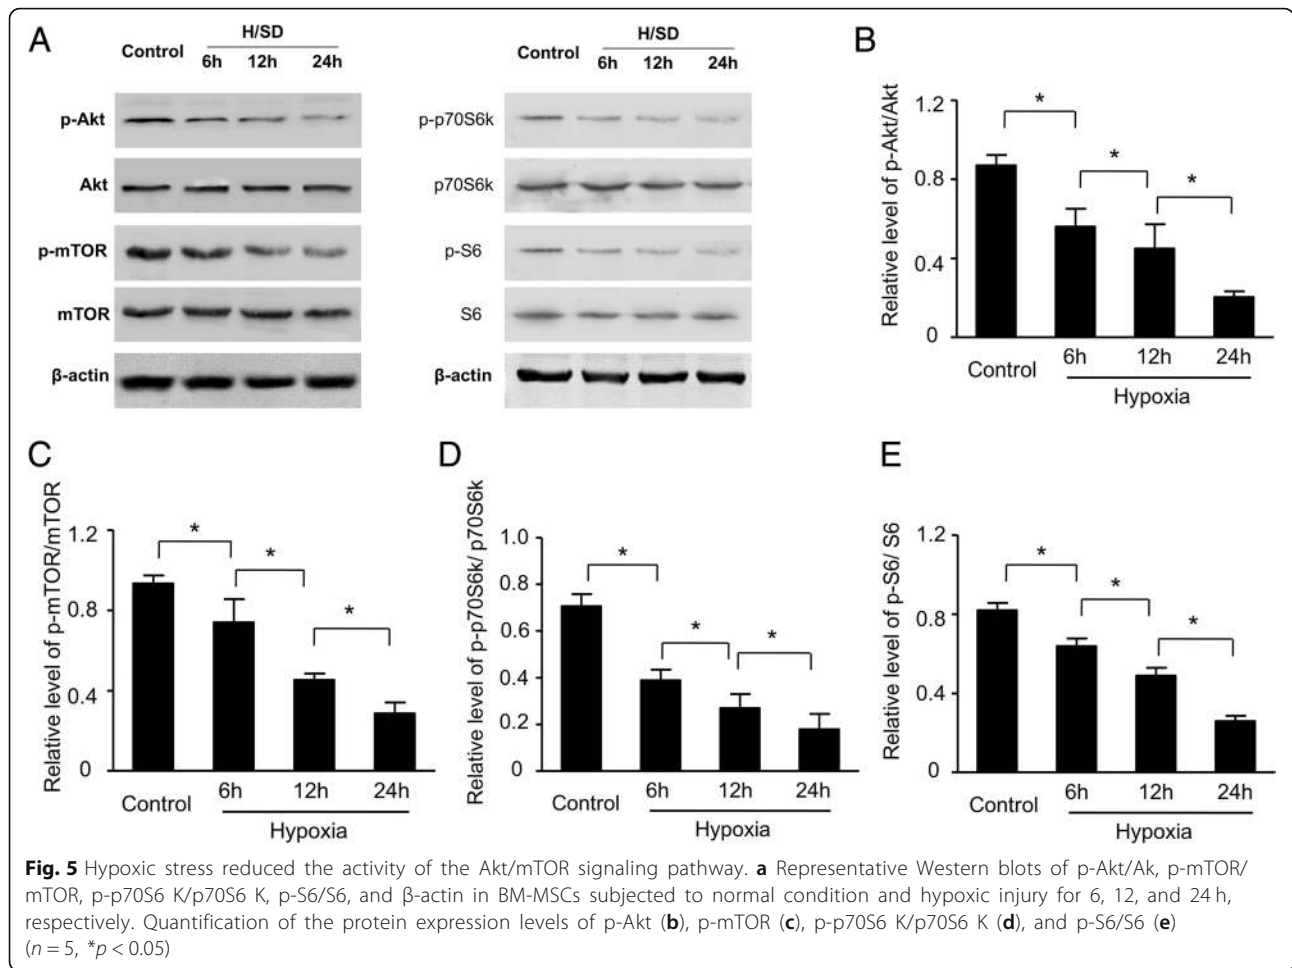 A
Control
H/SD
6h 12h 24h
p-Akt
Akt
p-mTOR
mTOR
β-actin
Control
H/SD
6h 12h 24h
p-p70S6k
p70S6k
p-S6
S6
β-actin
B
Relative level of p-Akt/Akt
1.2
0.8
0.4
0
* * *
Control 6h 12h 24h
Hypoxia
C
Relative level of p-mTOR/mTOR
1.2
0.8
0.4
0
* * *
Control 6h 12h 24h
Hypoxia
D
Relative level of p-p70S6k/ p70S6k
1.0
0.8
0.6
0.4
0.2
0
* * *
Control 6h 12h 24h
Hypoxia
E
Relative level of p-S6/ S6
1.2
0.8
0.4
0
* * *
Control 6h 12h 24h
Hypoxia
Fig. 5 Hypoxic stress reduced the activity of the Akt/mTOR signaling pathway. a Representative Western blots of p-Akt/Ak, p-mTOR/
mTOR, p-p70S6 K/p70S6 K, p-S6/S6, and β-actin in BM-MSCs subjected to normal condition and hypoxic injury for 6, 12, and 24 h,
respectively. Quantification of the protein expression levels of p-Akt (b), p-mTOR (c), p-p70S6 K/p70S6 K (d), and p-S6/S6 (e)
(n = 5, *p < 0.05)